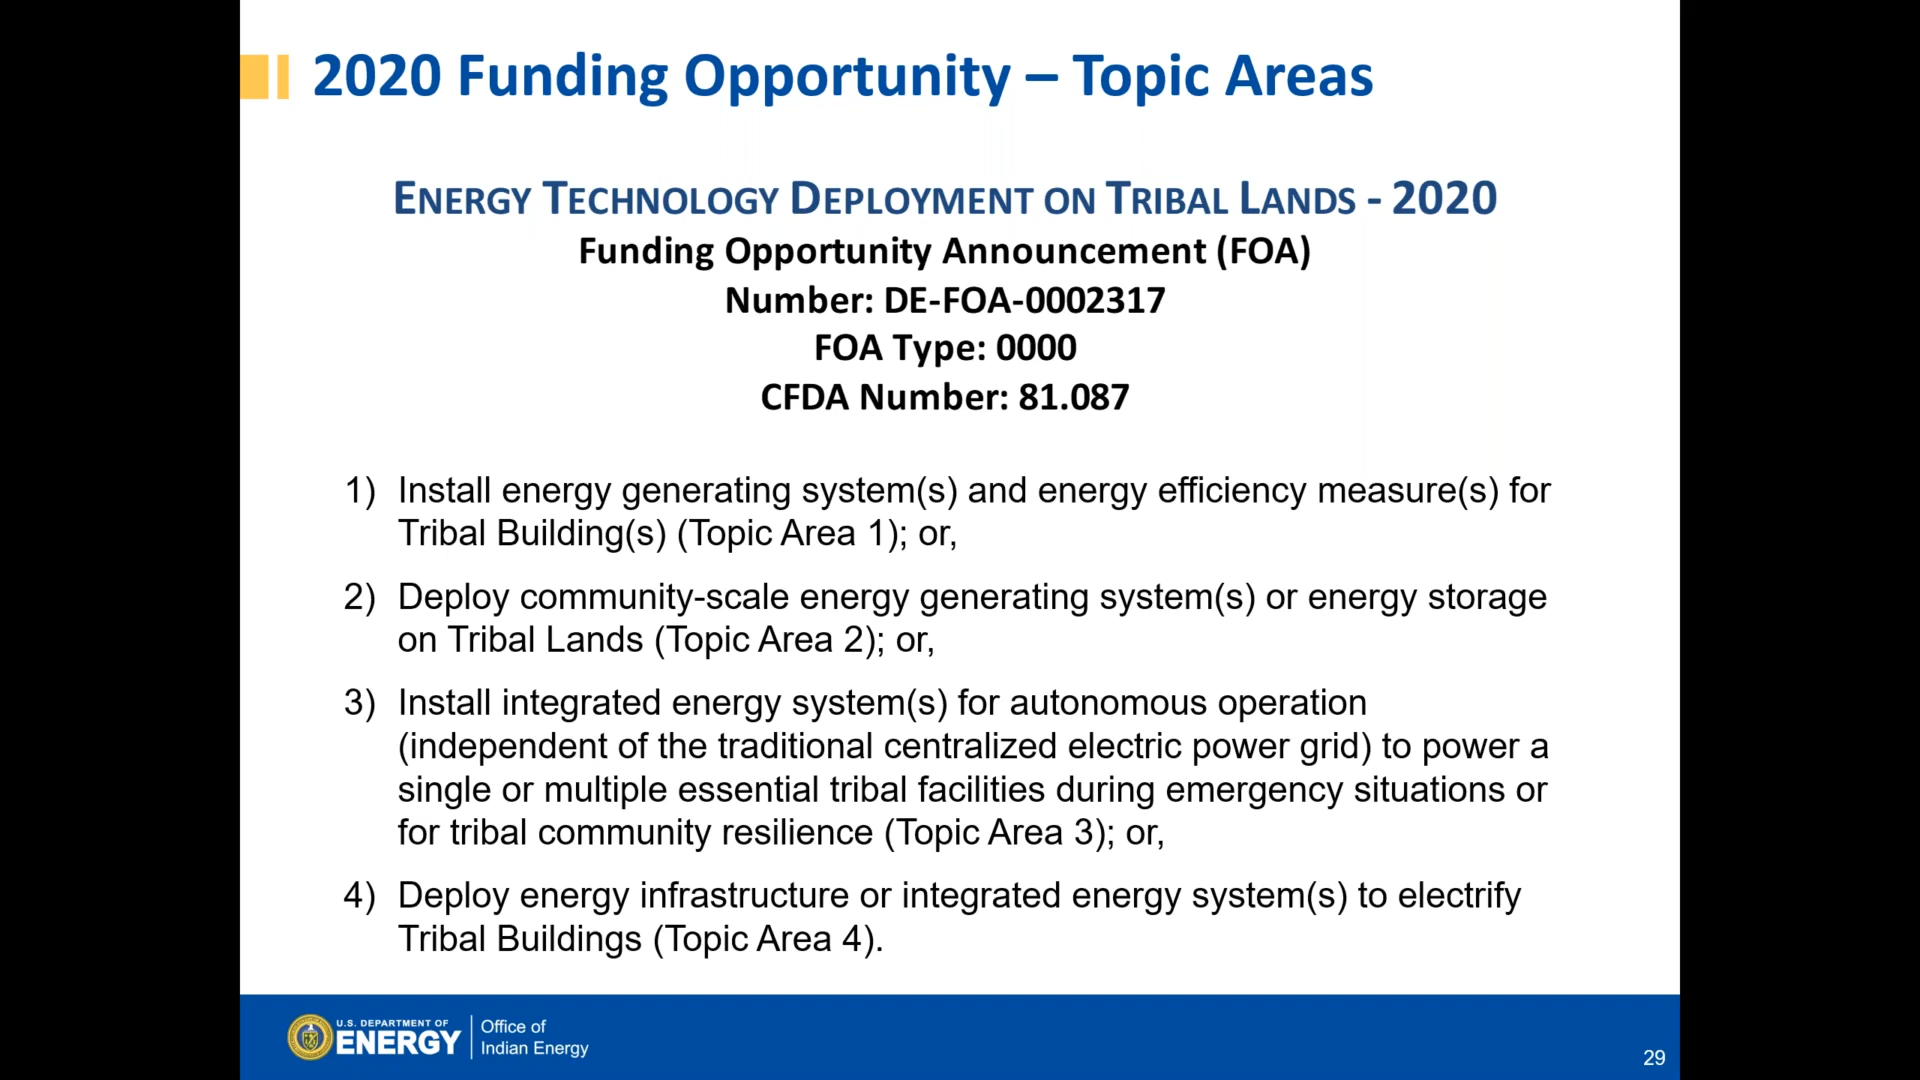 2020 Funding Opportunity – Topic Areas
ENERGY TECHNOLOGY DEPLOYMENT ON TRIBAL LANDS - 2020
Funding Opportunity Announcement (FOA)
Number: DE-FOA-0002317
FOA Type: 0000
CFDA Number: 81.087
1) Install energy generating system(s) and energy efficiency measure(s) for
Tribal Building(s) (Topic Area 1); or,
2) Deploy community-scale energy generating system(s) or energy storage
on Tribal Lands (Topic Area 2); or,
3) Install integrated energy system(s) for autonomous operation
(independent of the traditional centralized electric power grid) to power a
single or multiple essential tribal facilities during emergency situations or
for tribal community resilience (Topic Area 3); or,
4) Deploy energy infrastructure or integrated energy system(s) to electrify
Tribal Buildings (Topic Area 4).
U.S. DEPARTMENT OF
ENERGY
Office of
Indian Energy
29